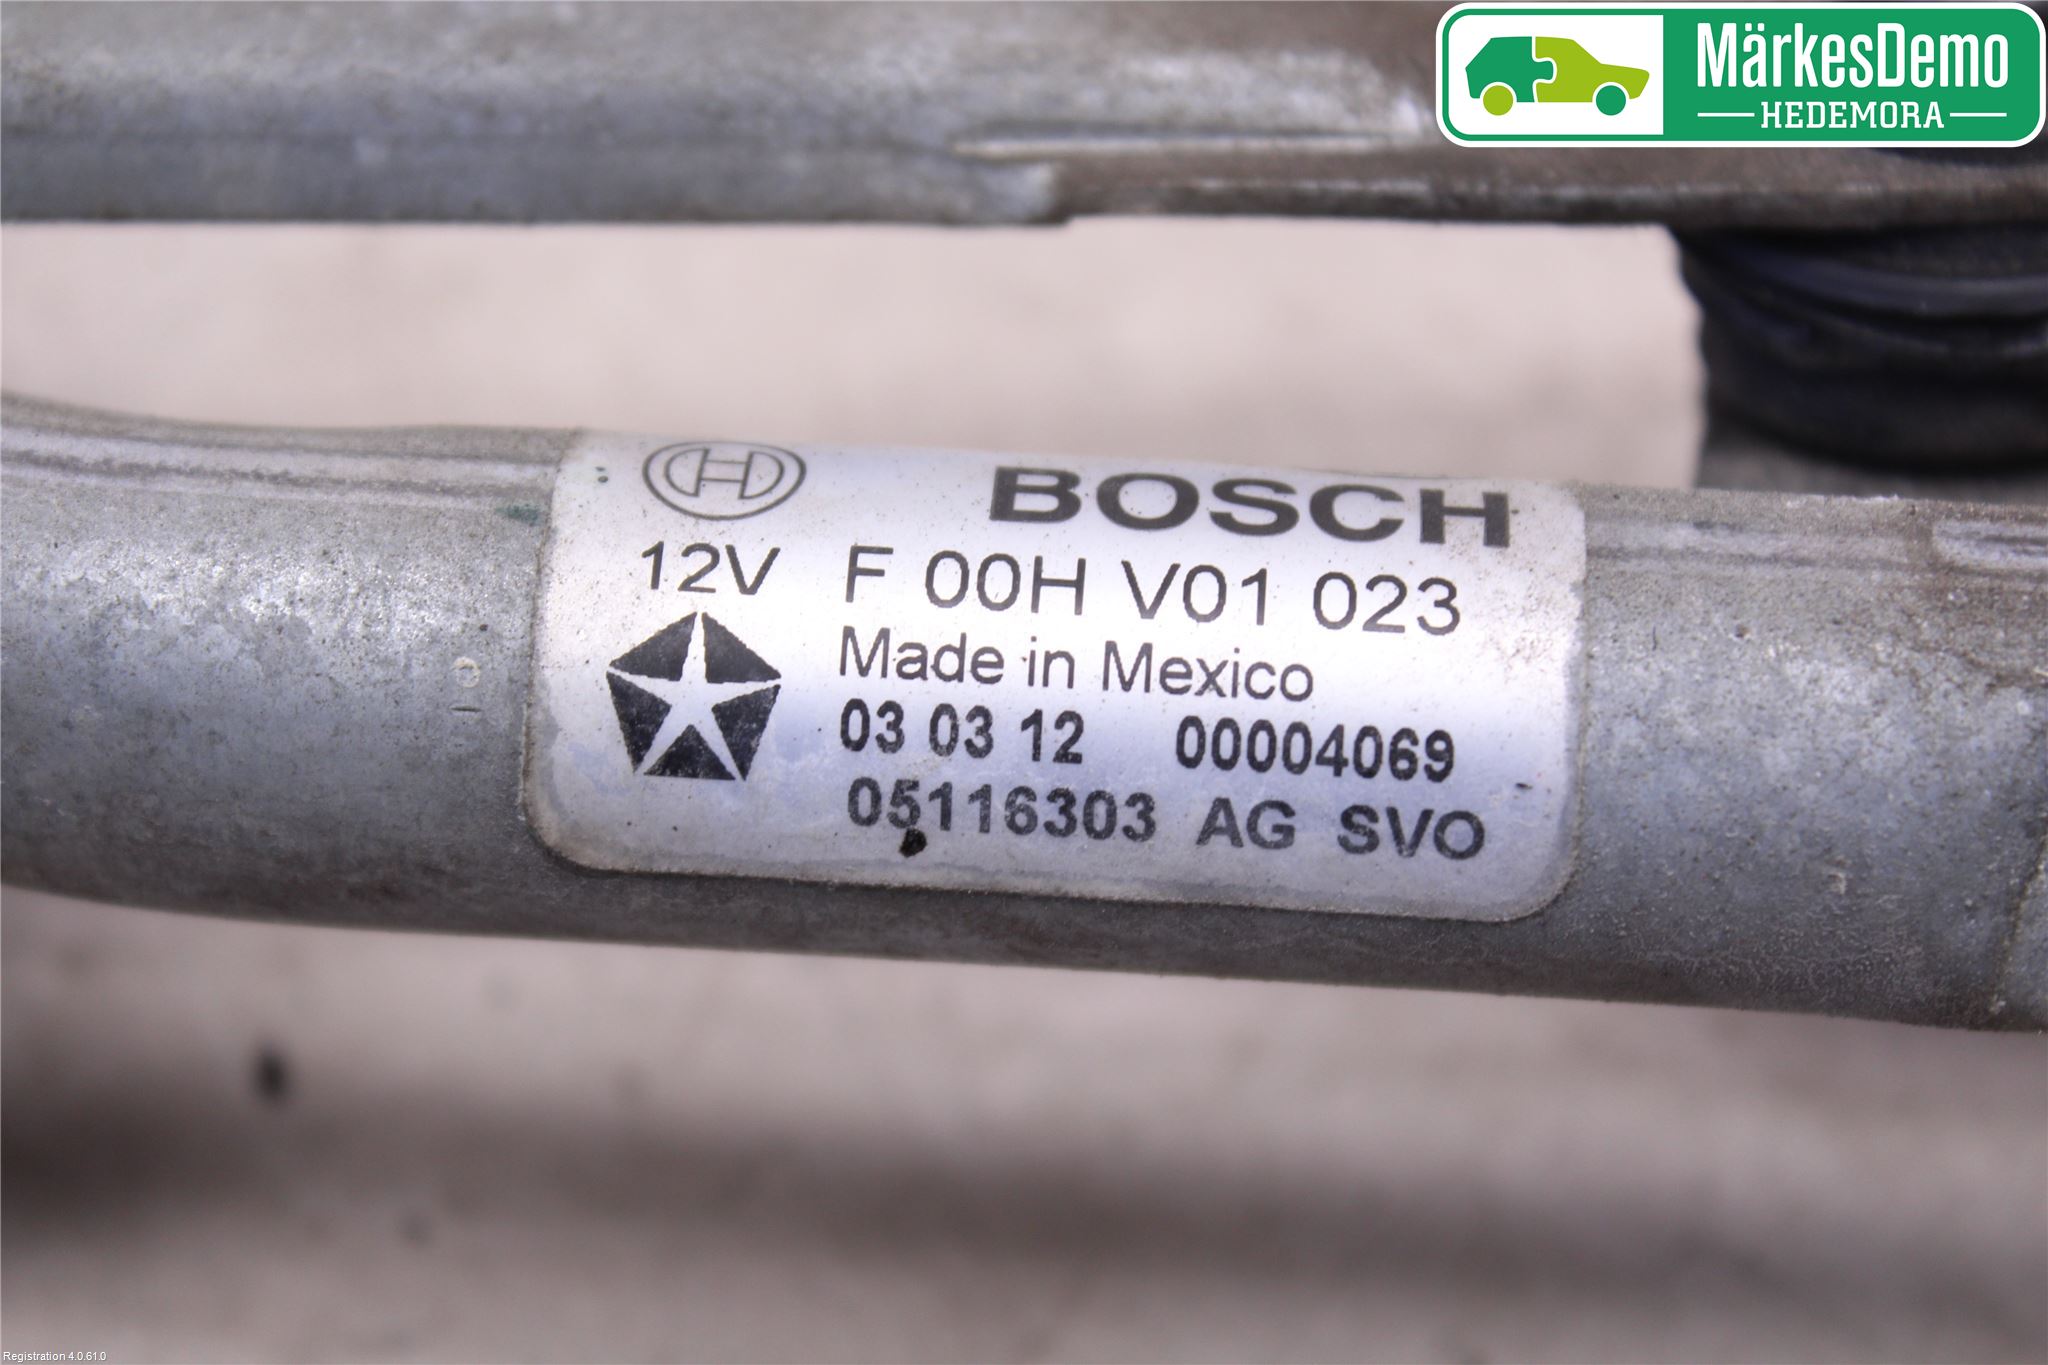 MärkesDemo
HEDEMORA
BOSCH
12V F 00H V01 023
Made in Mexico
03 03 12 00004069
05116303 AG SVO
Registration 4.0.61.0